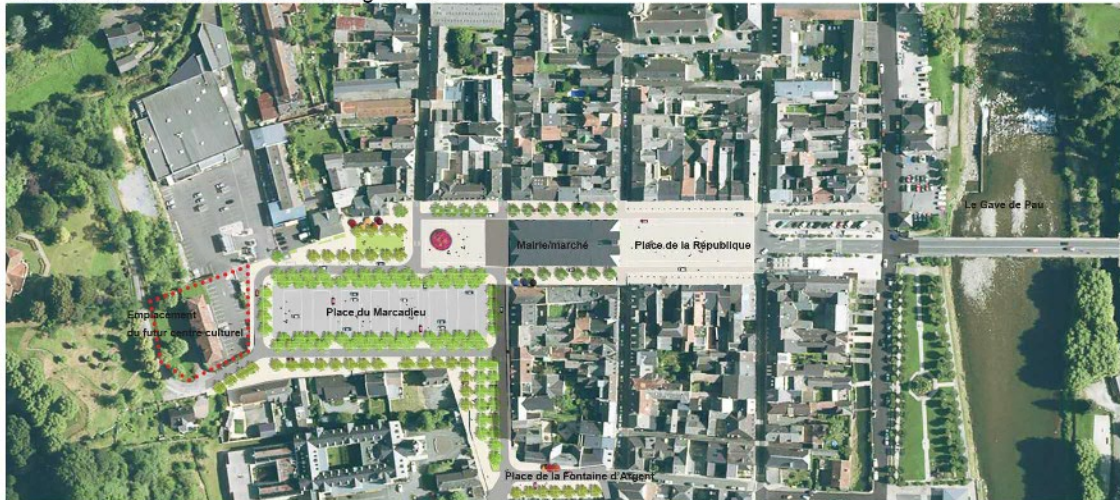 Le Gave de Pau
Mairie/marché
Place de la République
Place du Marcadieu
Emplacement
du futur centre culturel
Place de la Fontaine d'Argent